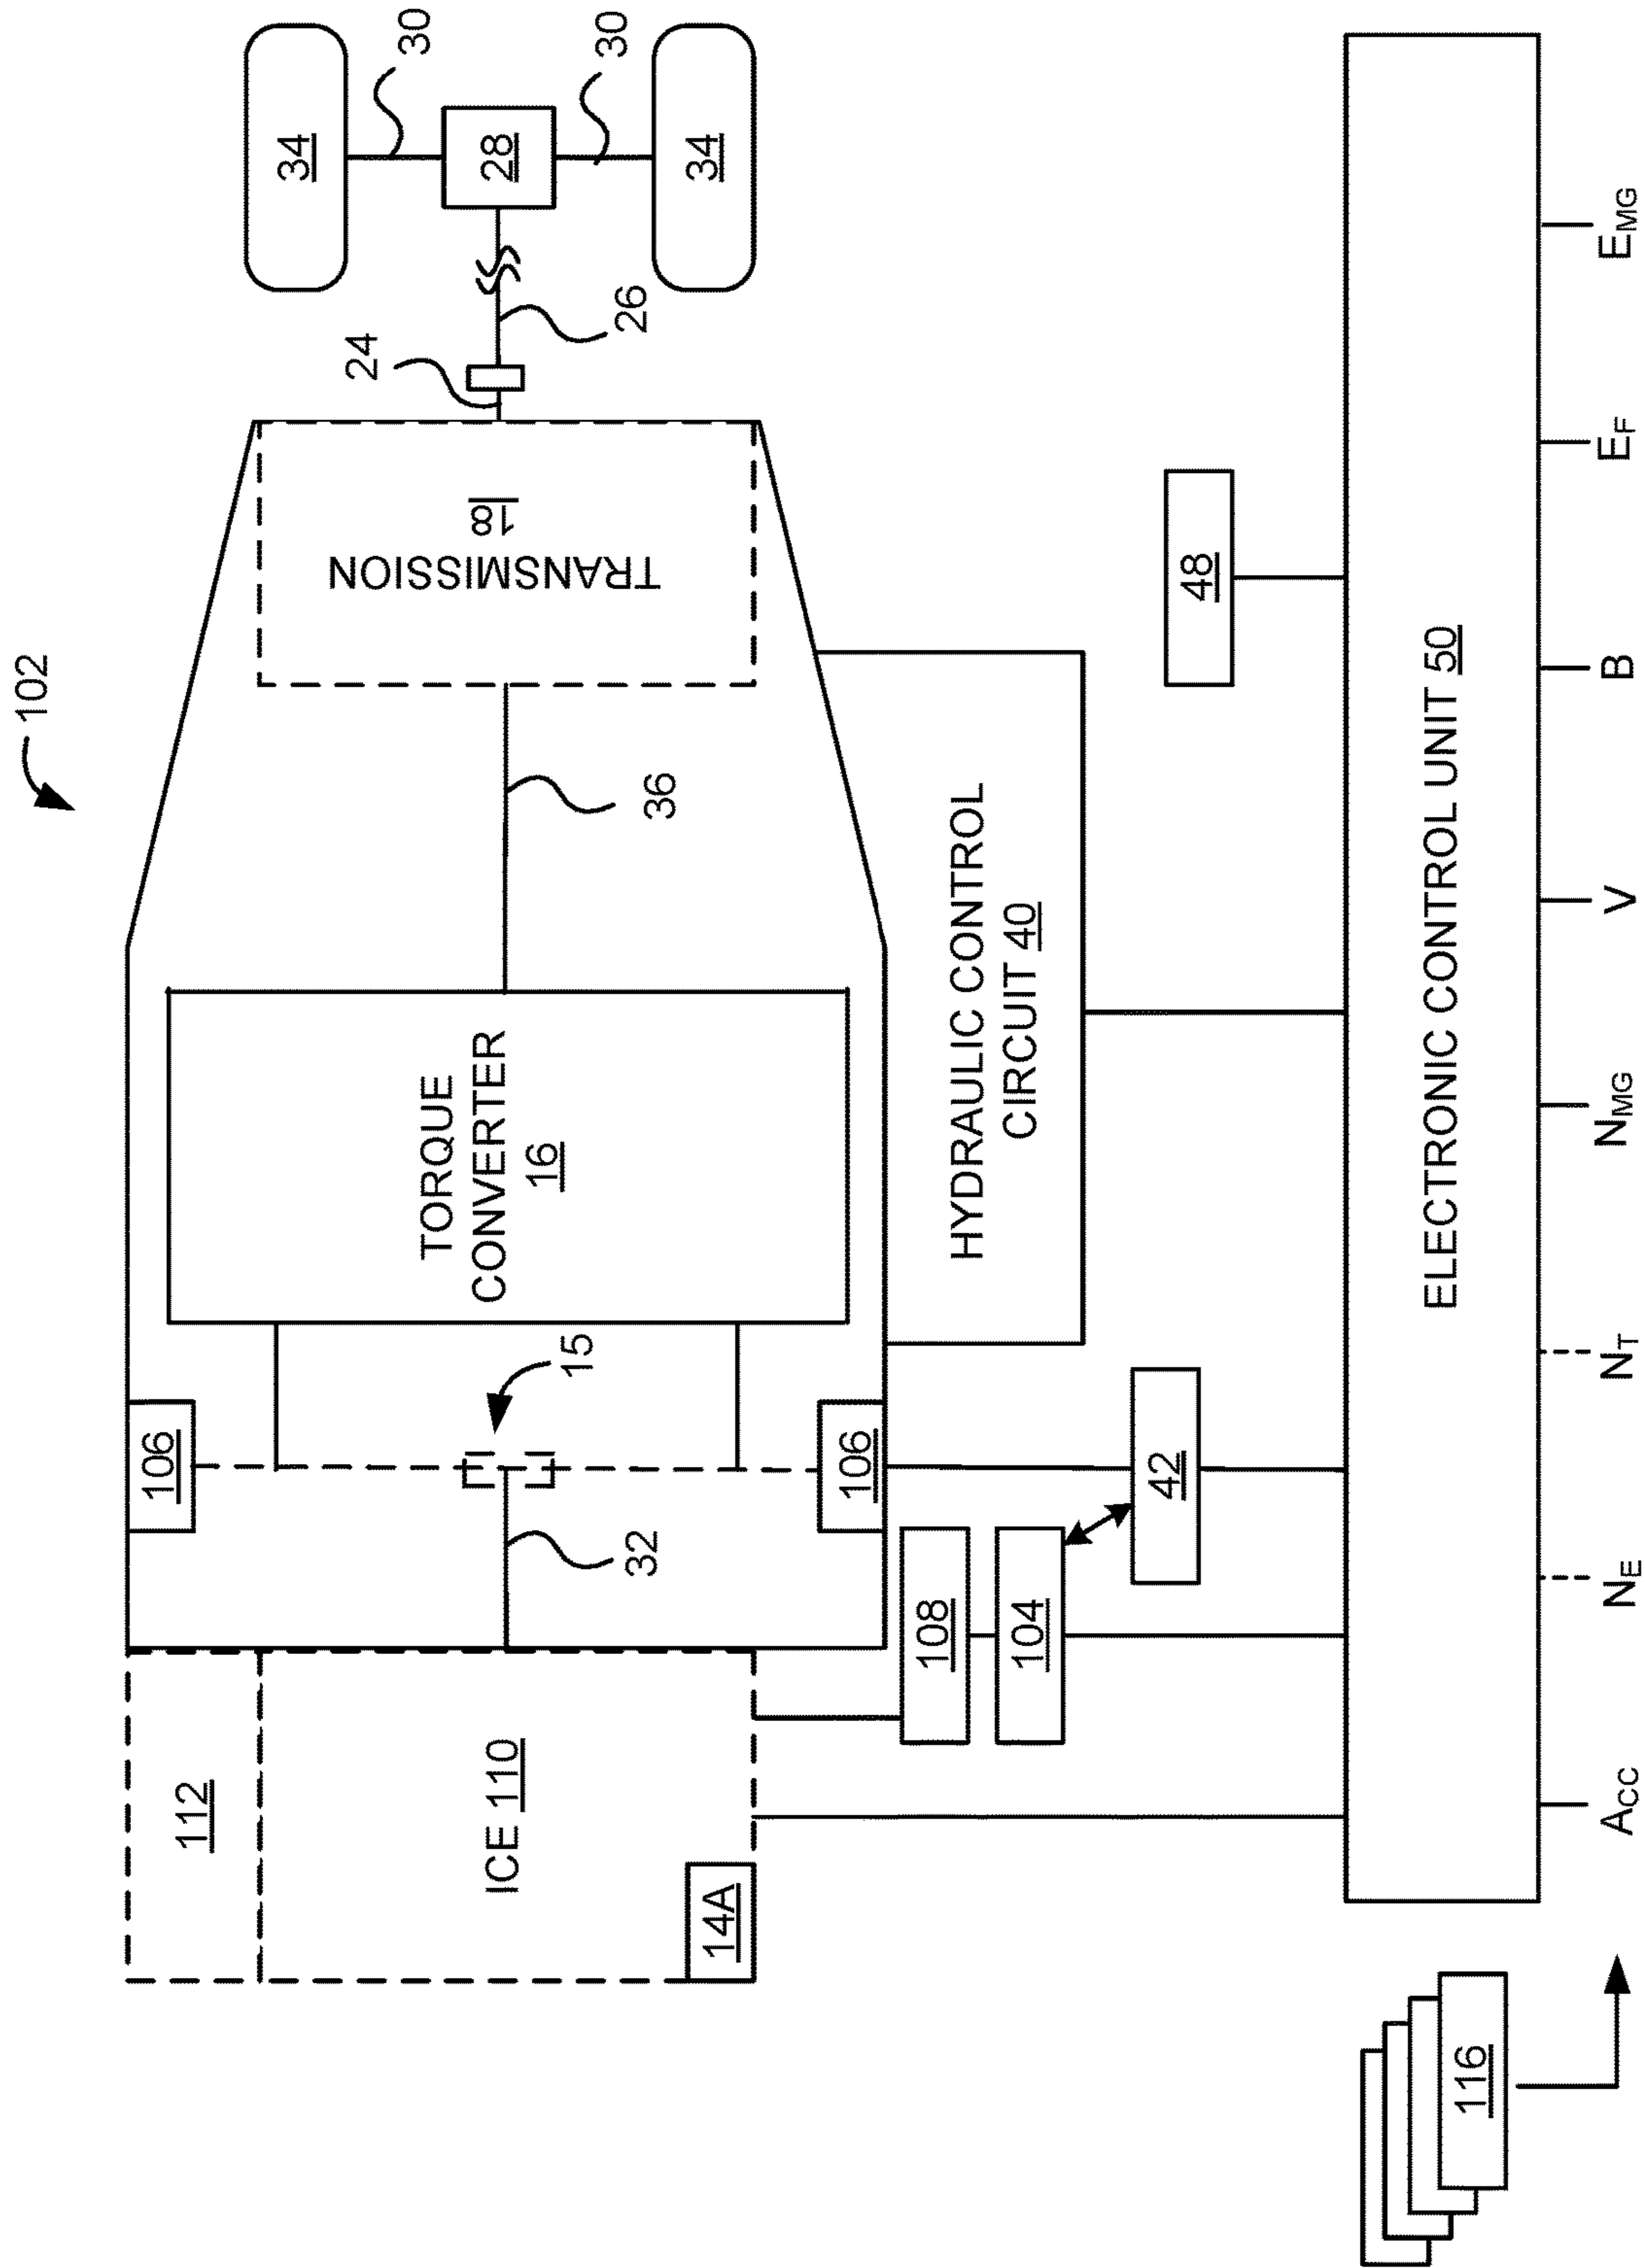 102
112
ICE 110
14A
106
32
15
106
TORQUE
CONVERTER
16
36
TRANSMISSION
18
24
26
28
30
30
34
34
HYDRAULIC CONTROL
CIRCUIT 40
108
104
42
48
ELECTRONIC CONTROL UNIT 50
116
ACC
NE
NT
NMG
V
B
EF
EMG